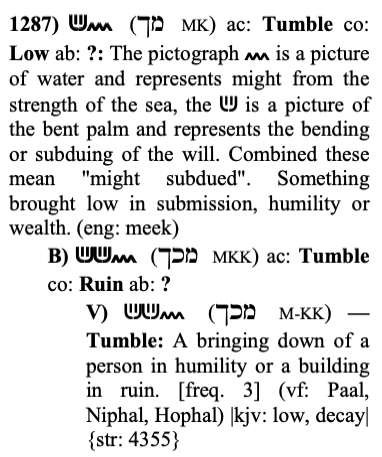 1287) (מך MK) ac: Tumble co:
Low ab: ?: The pictograph is a picture
of water and represents might from the
strength of the sea, the is a picture of
the bent palm and represents the bending
or subduing of the will. Combined these
mean "might subdued". Something
brought low in submission, humility or
wealth. (eng: meek)
B) (מכך MKK) ac: Tumble
co: Ruin ab: ?
V) (מכך M-KK) —
Tumble: A bringing down of a
person in humility or a building
in ruin. [freq. 3] (vf: Paal,
Niphal, Hophal) |kjv: low, decay|
{str: 4355}